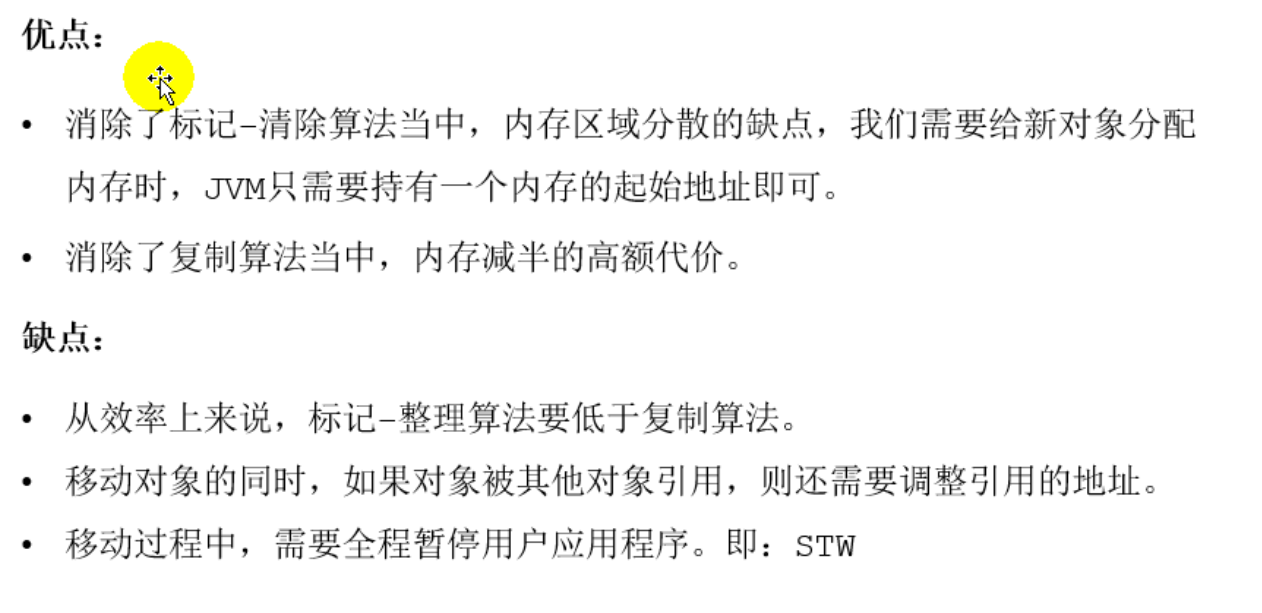 优点：
• 消除了标记-清除算法当中，内存区域分散的缺点，我们需要给新对象分配
内存时，JVM只需要持有一个内存的起始地址即可。
• 消除了复制算法当中，内存减半的高额代价。
缺点：
• 从效率上来说，标记-整理算法要低于复制算法。
• 移动对象的同时，如果对象被其他对象引用，则还需要调整引用的地址。
• 移动过程中，需要全程暂停用户应用程序。即：STW